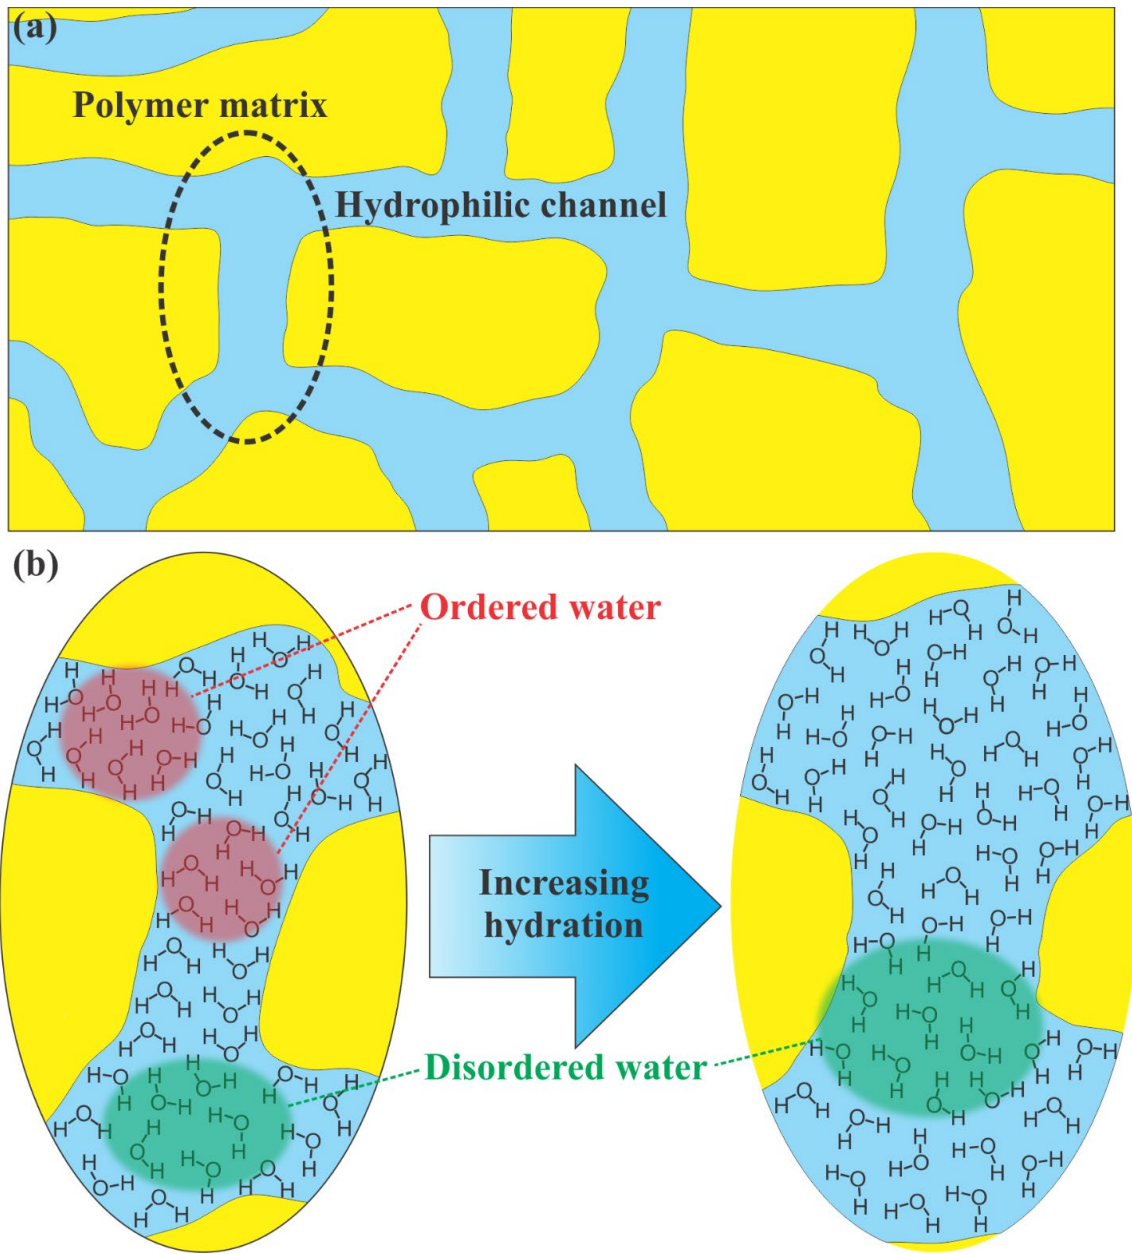 (a)
Polymer matrix
Hydrophilic channel
(b)
Ordered water
Increasing
hydration
Disordered water